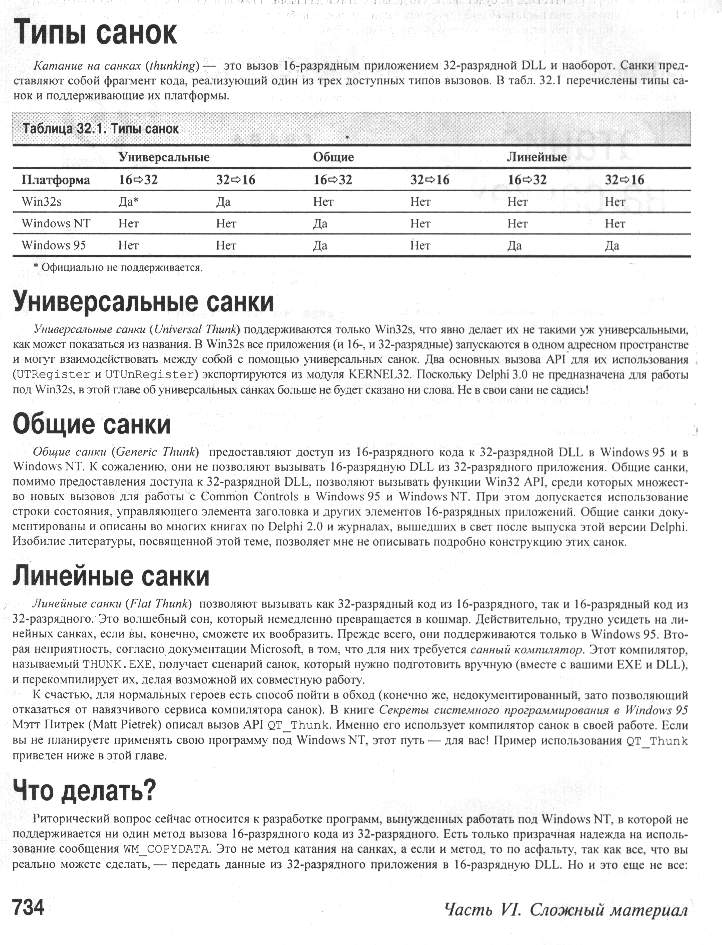 Типы санок
Катание на санках (thunking) — это вызов 16-разрядным приложением 32-разрядной DLL и наоборот. Санки пред-
ставляют собой фрагмент кода, реализующий один из трех доступных типов вызовов. В табл. 32.1 перечислены типы са-
нок и поддерживающие их платформы.
Таблица 32.1. Типы санок
Универсальные Общие Линейные
Платформа 16⇨32 32⇨16 16⇨32 32⇨16 16⇨32 32⇨16
Win32s Да* Да Нет Нет Нет Нет
Windows NT Нет Нет Да Нет Нет Нет
Windows 95 Нет Нет Да Нет Да Да
* Официально не поддерживается.
Универсальные санки
Универсальные санки (Universal Thunk) поддерживаются только Win32s, что явно делает их не такими уж универсальными,
как может показаться из названия. В Win32s все приложения (и 16-, и 32-разрядные) запускаются в одном адресном пространстве
и могут взаимодействовать между собой с помощью универсальных санок. Два основных вызова API для их использования
(UTRegister и UTUnRegister) экспортируются из модуля KERNEL32. Поскольку Delphi 3.0 не предназначена для работы
под Win32s, в этой главе об универсальных санках больше не будет сказано ни слова. Не в свои сани не садись!
Общие санки
Общие санки (Generic Thunk) предоставляют доступ из 16-разрядного кода к 32-разрядной DLL в Windows 95 и в
Windows NT. К сожалению, они не позволяют вызывать 16-разрядную DLL из 32-разрядного приложения. Общие санки,
помимо предоставления доступа к 32-разрядной DLL, позволяют вызывать функции Win32 API, среди которых множест-
во новых вызовов для работы с Common Controls в Windows 95 и Windows NT. При этом допускается использование
строки состояния, управляющего элемента заголовка и других элементов 16-разрядных приложений. Общие санки доку-
ментированы и описаны во многих книгах по Delphi 2.0 и журналах, вышедших в свет после выпуска этой версии Delphi.
Изобилие литературы, посвященной этой теме, позволяет мне не описывать подробно конструкцию этих санок.
Линейные санки
Линейные санки (Flat Thunk) позволяют вызывать как 32-разрядный код из 16-разрядного, так и 16-разрядный код из
32-разрядного. Это волшебный сон, который немедленно превращается в кошмар. Действительно, трудно усидеть на ли-
нейных санках, если вы, конечно, сможете их вообразить. Прежде всего, они поддерживаются только в Windows 95. Вто-
рая неприятность, согласно документации Microsoft, в том, что для них требуется санный компилятор. Этот компилятор,
называемый THUNK.EXE, получает сценарий санок, который нужно подготовить вручную (вместе с вашими EXE и DLL),
и перекомпилирует их, делая возможной их совместную работу.
К счастью, для нормальных героев есть способ пойти в обход (конечно же, недокументированный, зато позволяющий
отказаться от навязчивого сервиса компилятора санок). В книге Секреты системного программирования в Windows 95
Мэтт Питрек (Matt Pietrek) описал вызов API QT_Thunk. Именно его использует компилятор санок в своей работе. Если
вы не планируете применять свою программу под Windows NT, этот путь — для вас! Пример использования QT_Thunk
приведен ниже в этой главе.
Что делать?
Риторический вопрос сейчас относится к разработке программ, вынужденных работать под Windows NT, в которой не
поддерживается ни один метод вызова 16-разрядного кода из 32-разрядного. Есть только призрачная надежда на исполь-
зование сообщения WM_COPYDATA. Это не метод катания на санках, а если и метод, то по асфальту, так как все, что вы
реально можете сделать, — передать данные из 32-разрядного приложения в 16-разрядную DLL. Но и это еще не все:
734 Часть VI. Сложный материал